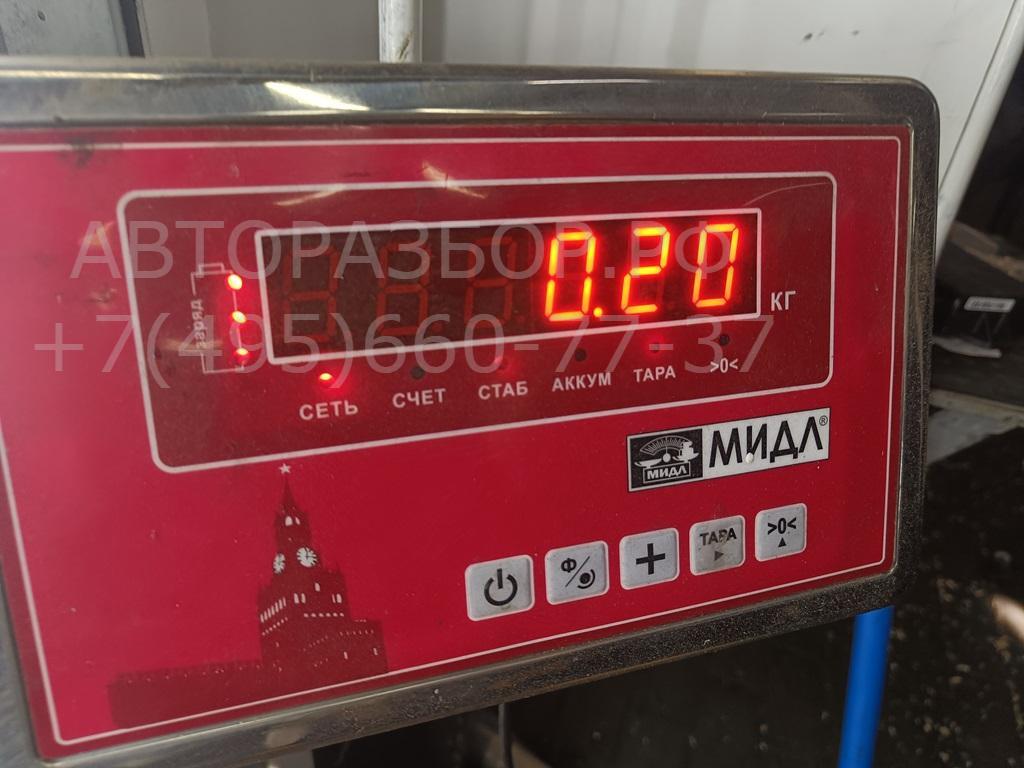 АВТОРАЗБОР.РФ
+7(495)660-77-37
0.20
КГ
заряд
СЕТЬ СЧЕТ СТАБ АККУМ ТАРА >0<
МИДЛ МИДЛ®
Ф + ТАРА >0<